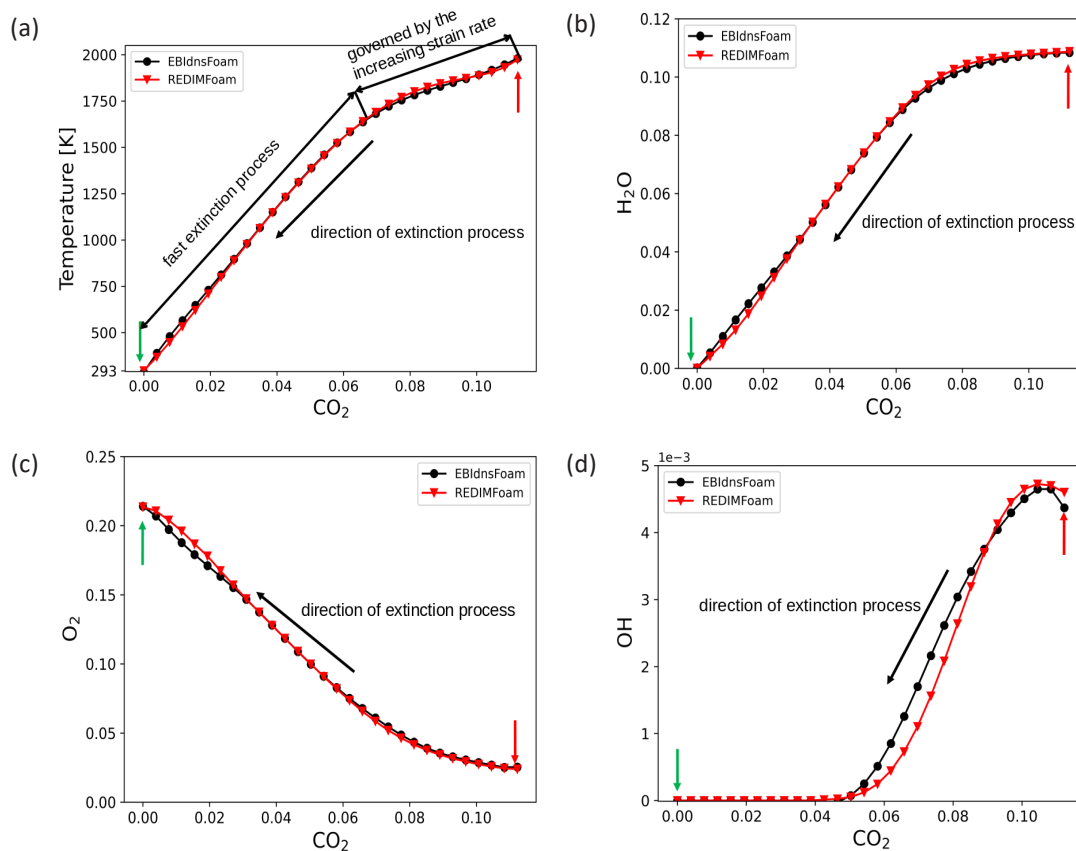 (a)
governed by the
increasing strain rate
EBIdnsFoam
REDIMFoam
fast extinction process
direction of extinction process
Temperature [K]
2000
1750
1500
1250
1000
750
500
293
0.00 0.02 0.04 0.06 0.08 0.10
CO2
(b)
EBIdnsFoam
REDIMFoam
direction of extinction process
H2O
0.12
0.10
0.08
0.06
0.04
0.02
0.00
0.00 0.02 0.04 0.06 0.08 0.10
CO2
(c)
EBIdnsFoam
REDIMFoam
direction of extinction process
O2
0.25
0.20
0.15
0.10
0.05
0.00
0.00 0.02 0.04 0.06 0.08 0.10
CO2
(d)
1e−3
EBIdnsFoam
REDIMFoam
direction of extinction process
OH
5
4
3
2
1
0
0.00 0.02 0.04 0.06 0.08 0.10
CO2